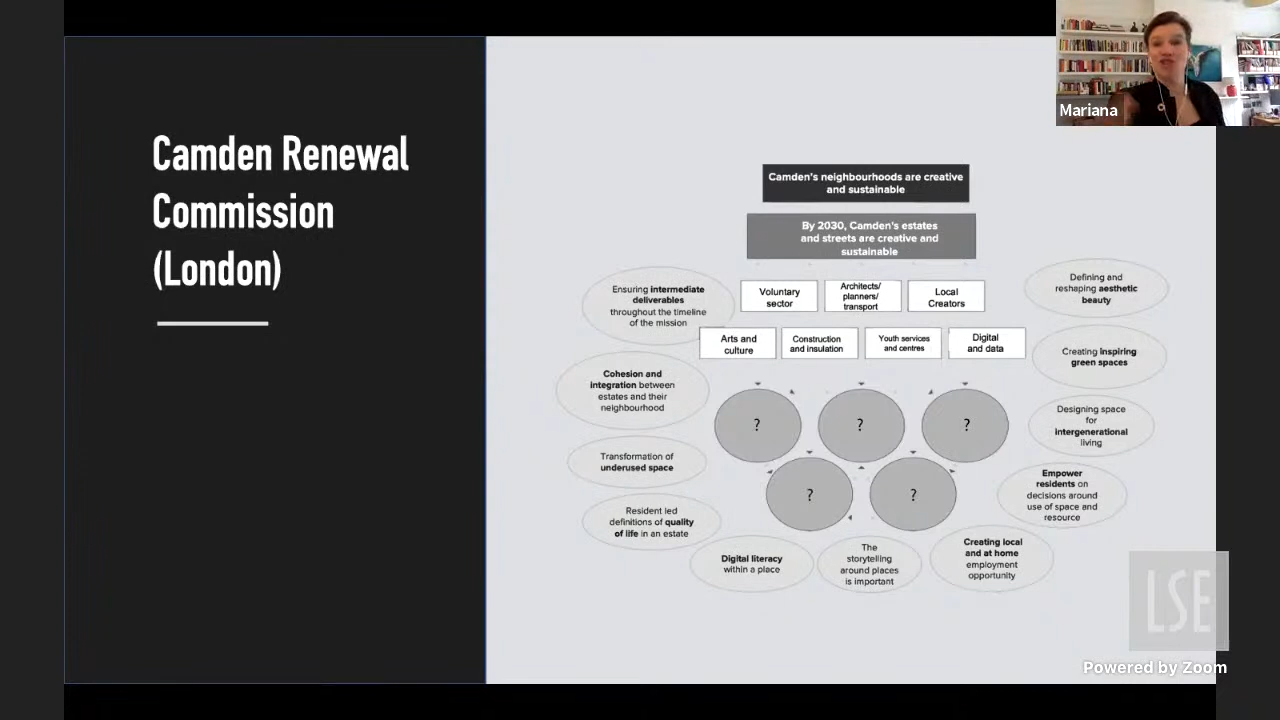 Camden Renewal
Commission
(London)
Mariana
Camden's neighbourhoods are creative
and sustainable
By 2030, Camden's estates
and streets are creative and
sustainable
Voluntary
sector
Architects/
planners/
transport
Local
Creators
Arts and
culture
Construction
and insulation
Youth services
and centres
Digital
and data
Ensuring intermediate
deliverables
throughout the timeline
of the mission
Cohesion and
integration between
estates and their
neighbourhood
Transformation of
underused space
Resident led
definitions of quality
of life in an estate
Digital literacy
within a place
The
storytelling
around places
is important
Creating local
and at home
employment
opportunity
Empower
residents on
decisions around
use of space and
resource
Designing space
for
intergenerational
living
Creating inspiring
green spaces
Defining and
reshaping aesthetic
beauty
?
?
?
?
?
LSE
Powered by Zoom